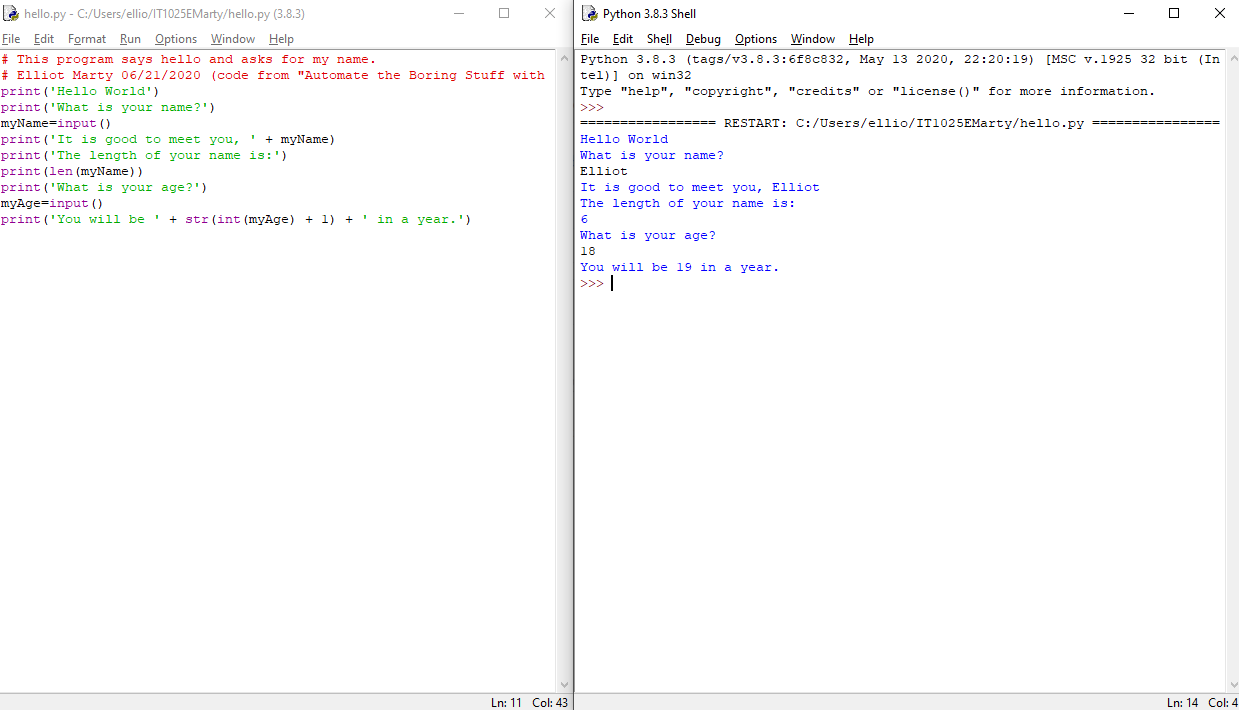 hello.py - C:/Users/ellio/IT1025EMarty/hello.py (3.8.3)
File Edit Format Run Options Window Help
# This program says hello and asks for my name.
# Elliot Marty 06/21/2020 (code from "Automate the Boring Stuff with
print('Hello World')
print('What is your name?')
myName=input()
print('It is good to meet you, ' + myName)
print('The length of your name is:')
print(len(myName))
print('What is your age?')
myAge=input()
print('You will be ' + str(int(myAge) + 1) + ' in a year.')
Ln: 11 Col: 43
Python 3.8.3 Shell
File Edit Shell Debug Options Window Help
Python 3.8.3 (tags/v3.8.3:6f8c832, May 13 2020, 22:20:19) [MSC v.1925 32 bit (In
tel)] on win32
Type "help", "copyright", "credits" or "license()" for more information.
>>>
================= RESTART: C:/Users/ellio/IT1025EMarty/hello.py ================
Hello World
What is your name?
Elliot
It is good to meet you, Elliot
The length of your name is:
6
What is your age?
18
You will be 19 in a year.
>>>
Ln: 14 Col: 4